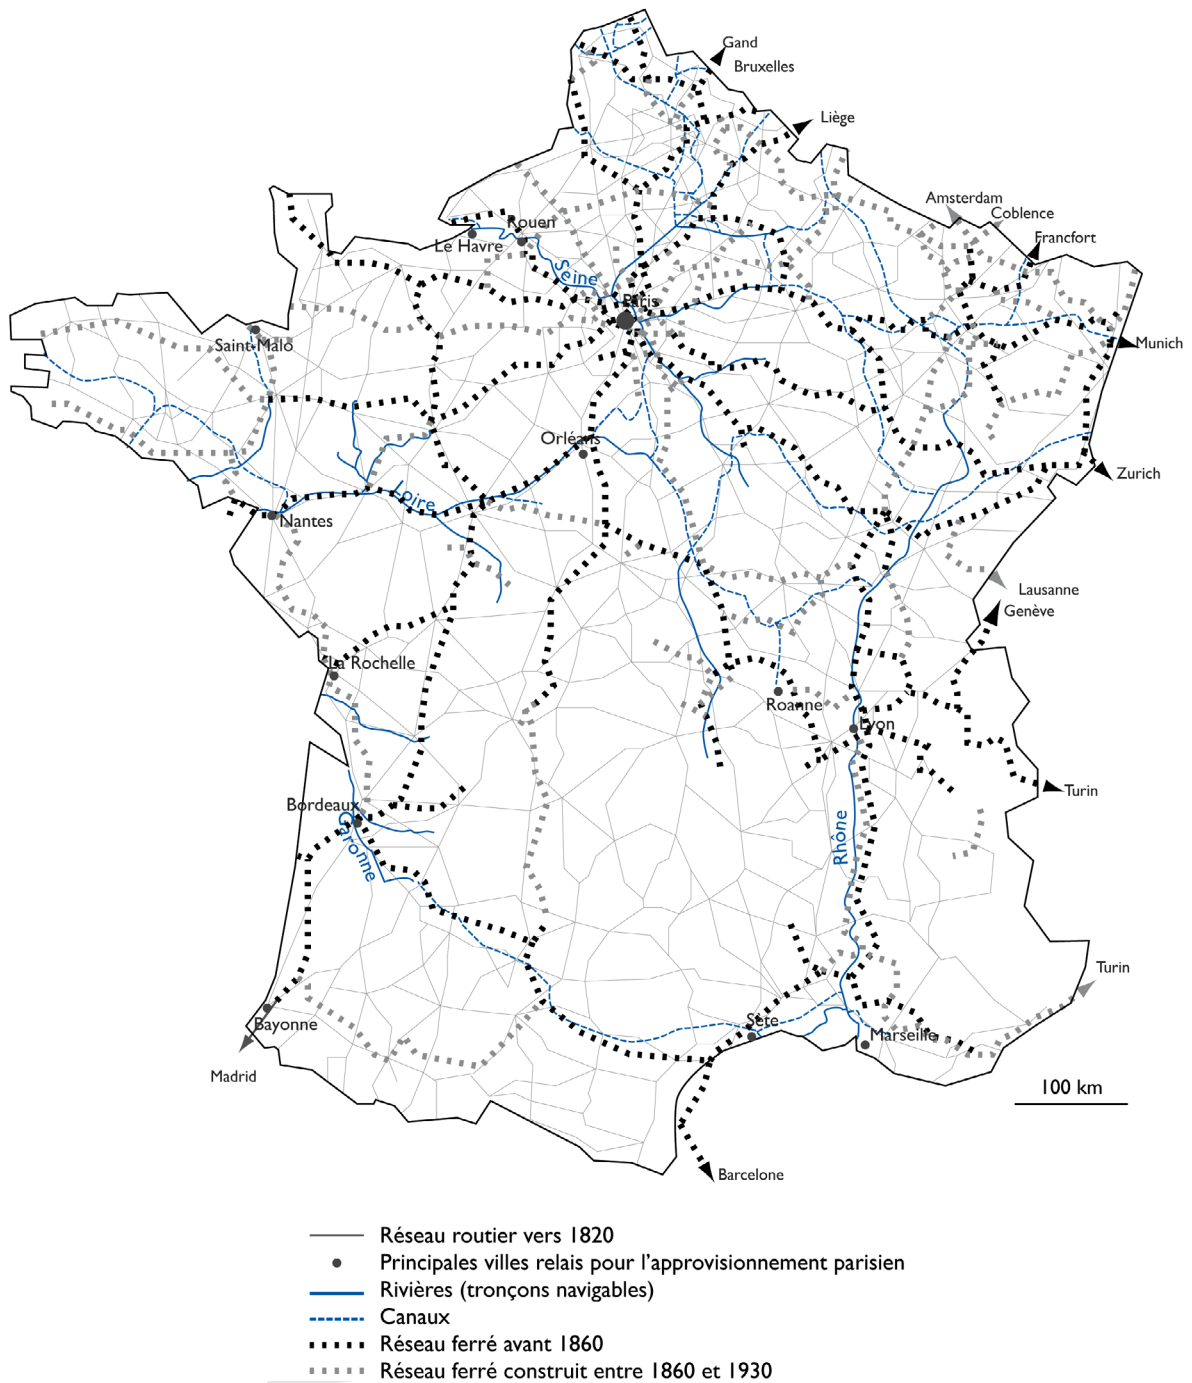 Gand
Bruxelles
Liège
Amsterdam
Coblence
Rouen
Le Havre
Francfort
Seine
Paris
Saint-Malo
Munich
Orléans
Zurich
Loire
Nantes
Lausanne
Genève
La Rochelle
Roanne
Lyon
Turin
Bordeaux
Garonne
Rhône
Turin
Sète
Bayonne
Marseille
Madrid
100 km
Barcelone
Réseau routier vers 1820
Principales villes relais pour l'approvisionnement parisien
Rivières (tronçons navigables)
Canaux
Réseau ferré avant 1860
Réseau ferré construit entre 1860 et 1930